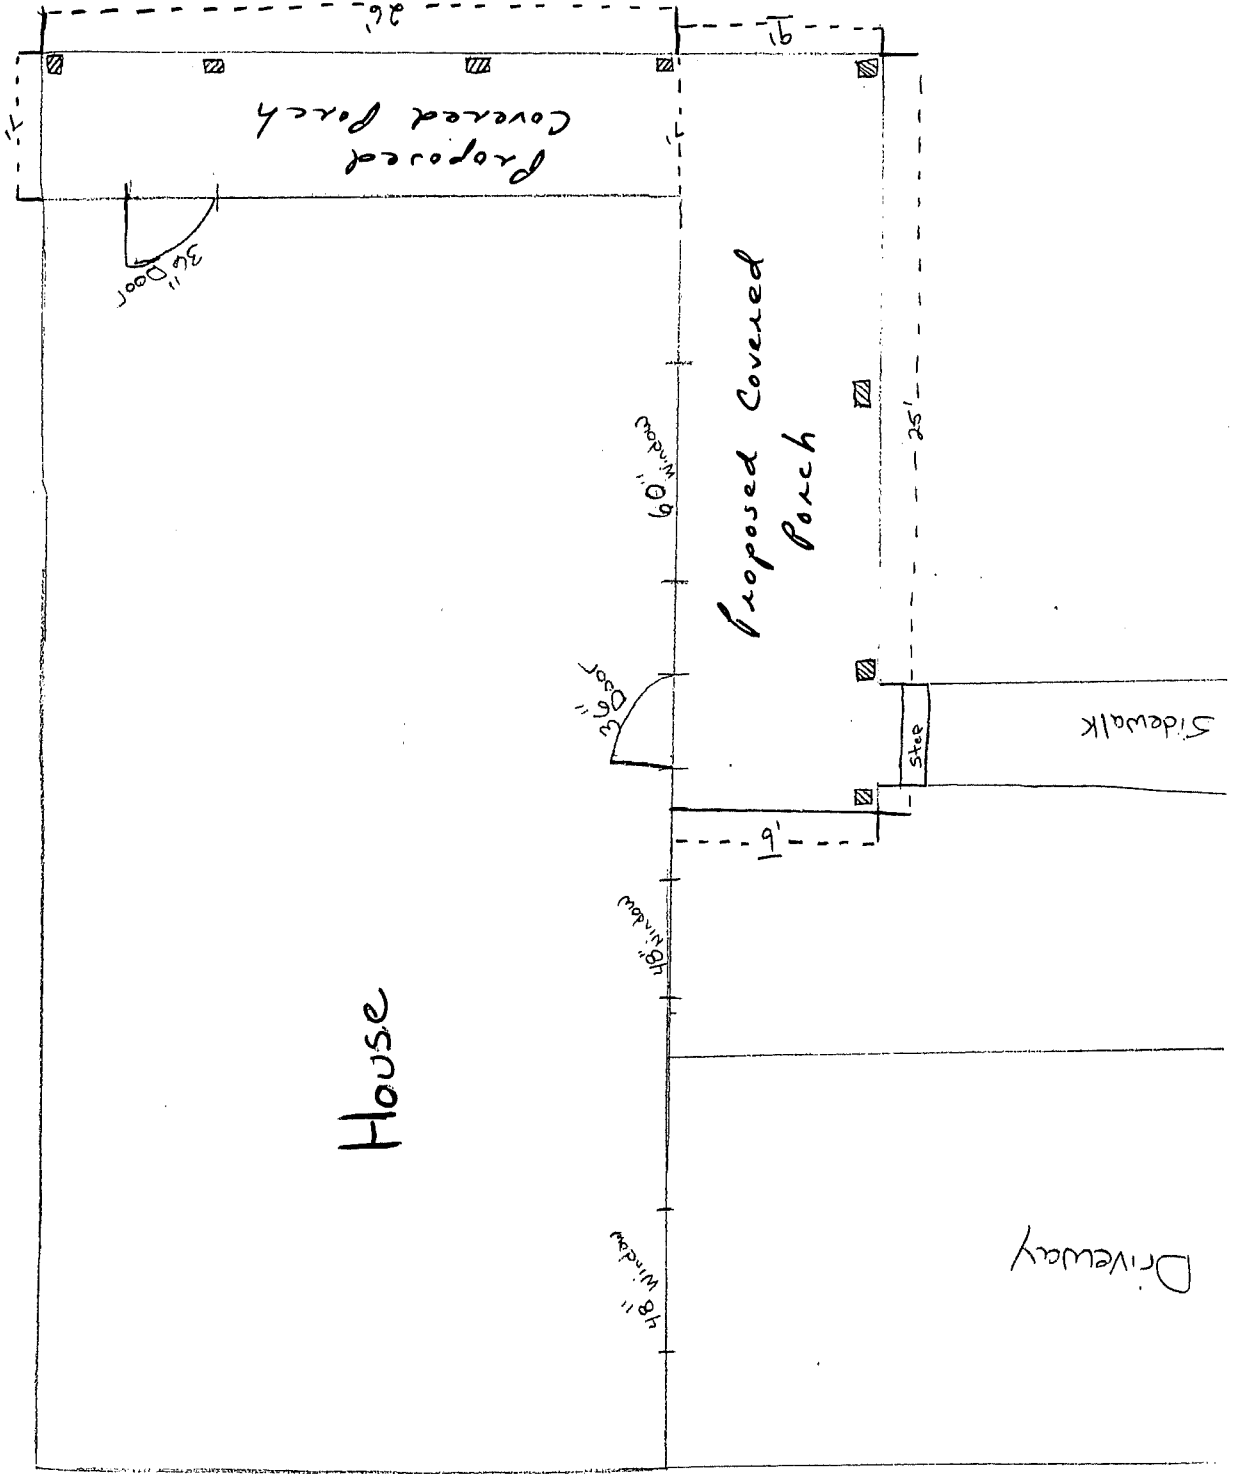 26'
9'
7'
7'
Proposed
Covered Porch
36" Door
Proposed Covered
Porch
60" Window
25'
36" Door
Step
Sidewalk
9'
48" Window
House
48" Window
Driveway